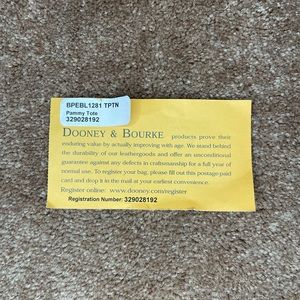 BPEBL1281 TPTN
Pammy Tote
329028192
DOONEY & BOURKE products prove their
enduring value by actually improving with age. We stand behind
the durability of our leathergoods and offer an unconditional
guarantee against any defects in craftsmanship for a full year of
normal use. To register your bag, please fill out this postage-paid
card and drop it in the mail at your earliest convenience.
Register online: www.dooney.com/register
Registration Number: 329028192